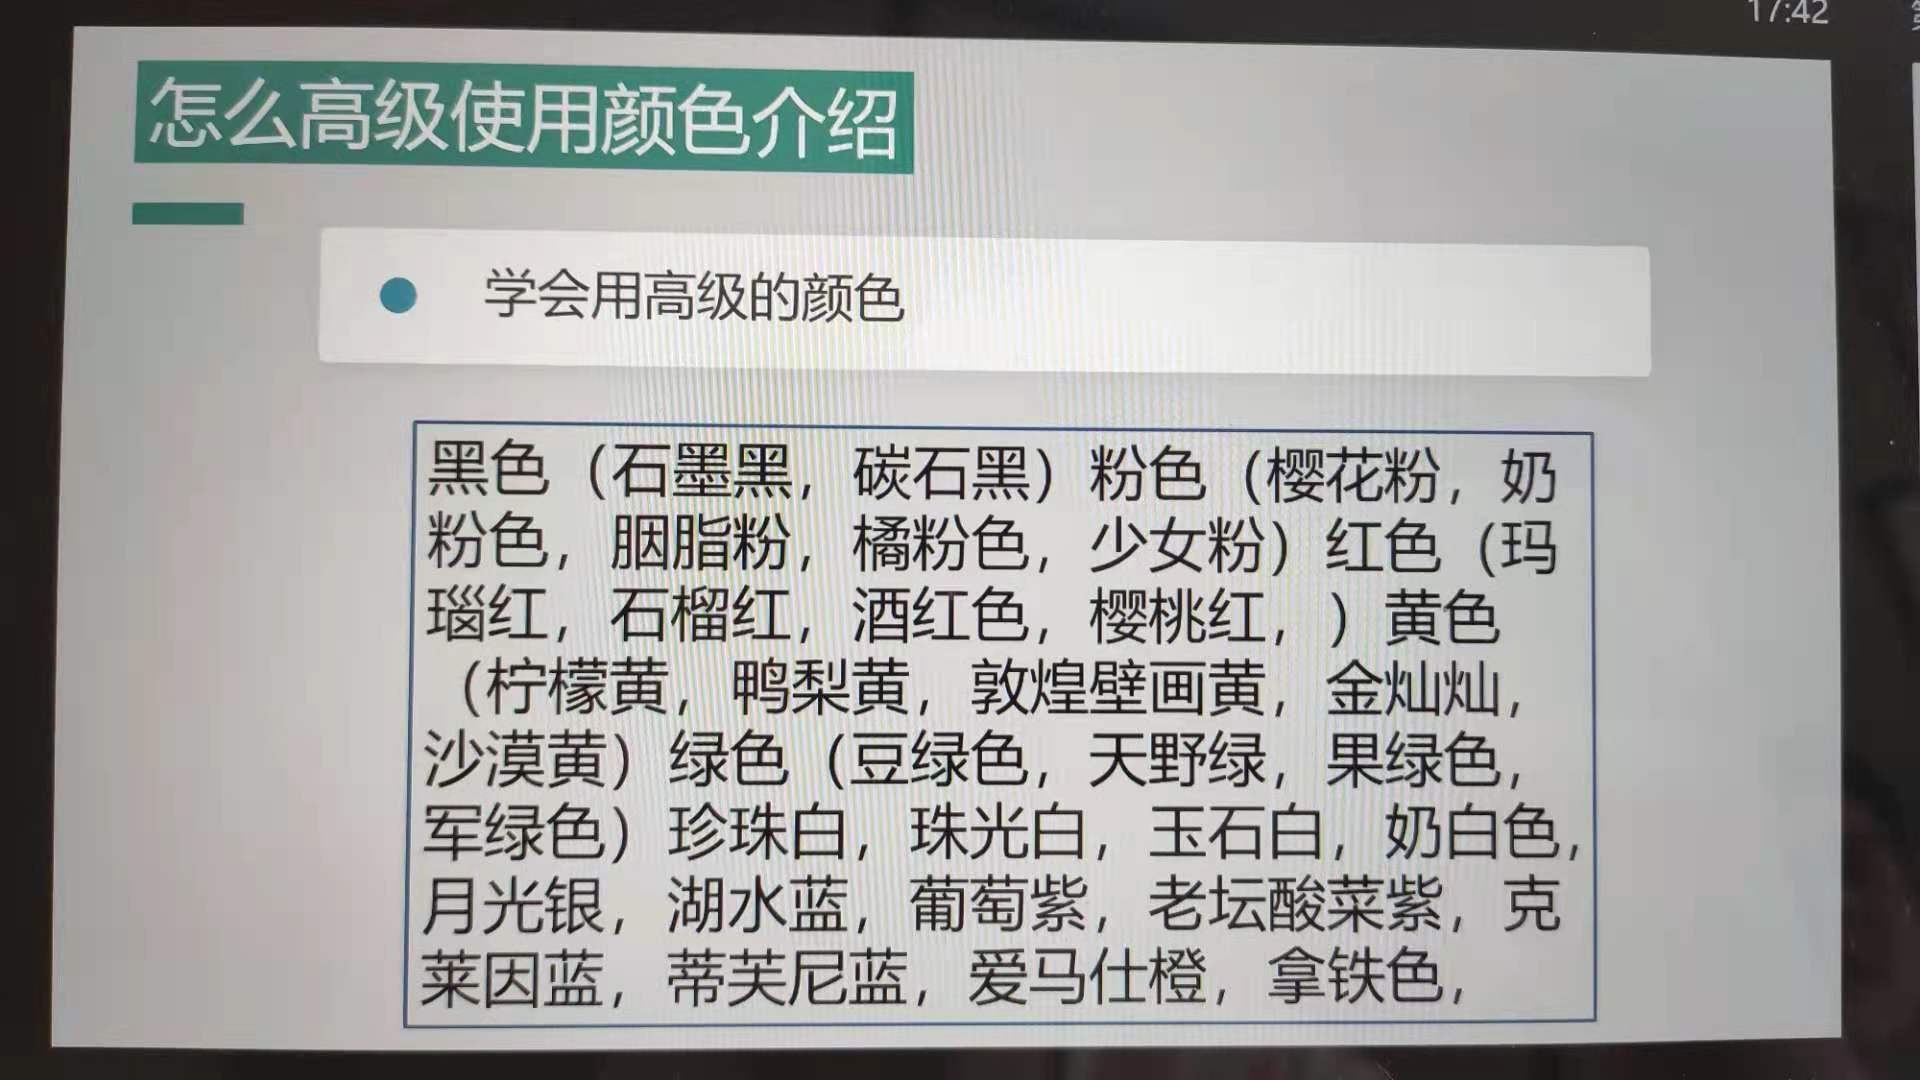 17:42
怎么高级使用颜色介绍
学会用高级的颜色
黑色（石墨黑，碳石黑）粉色（樱花粉，奶
粉色，胭脂粉，橘粉色，少女粉）红色（玛
瑙红，石榴红，酒红色，樱桃红，）黄色
（柠檬黄，鸭梨黄，敦煌壁画黄，金灿灿，
沙漠黄）绿色（豆绿色，天野绿，果绿色，
军绿色）珍珠白，珠光白，玉石白，奶白色，
月光银，湖水蓝，葡萄紫，老坛酸菜紫，克
莱因蓝，蒂芙尼蓝，爱马仕橙，拿铁色，